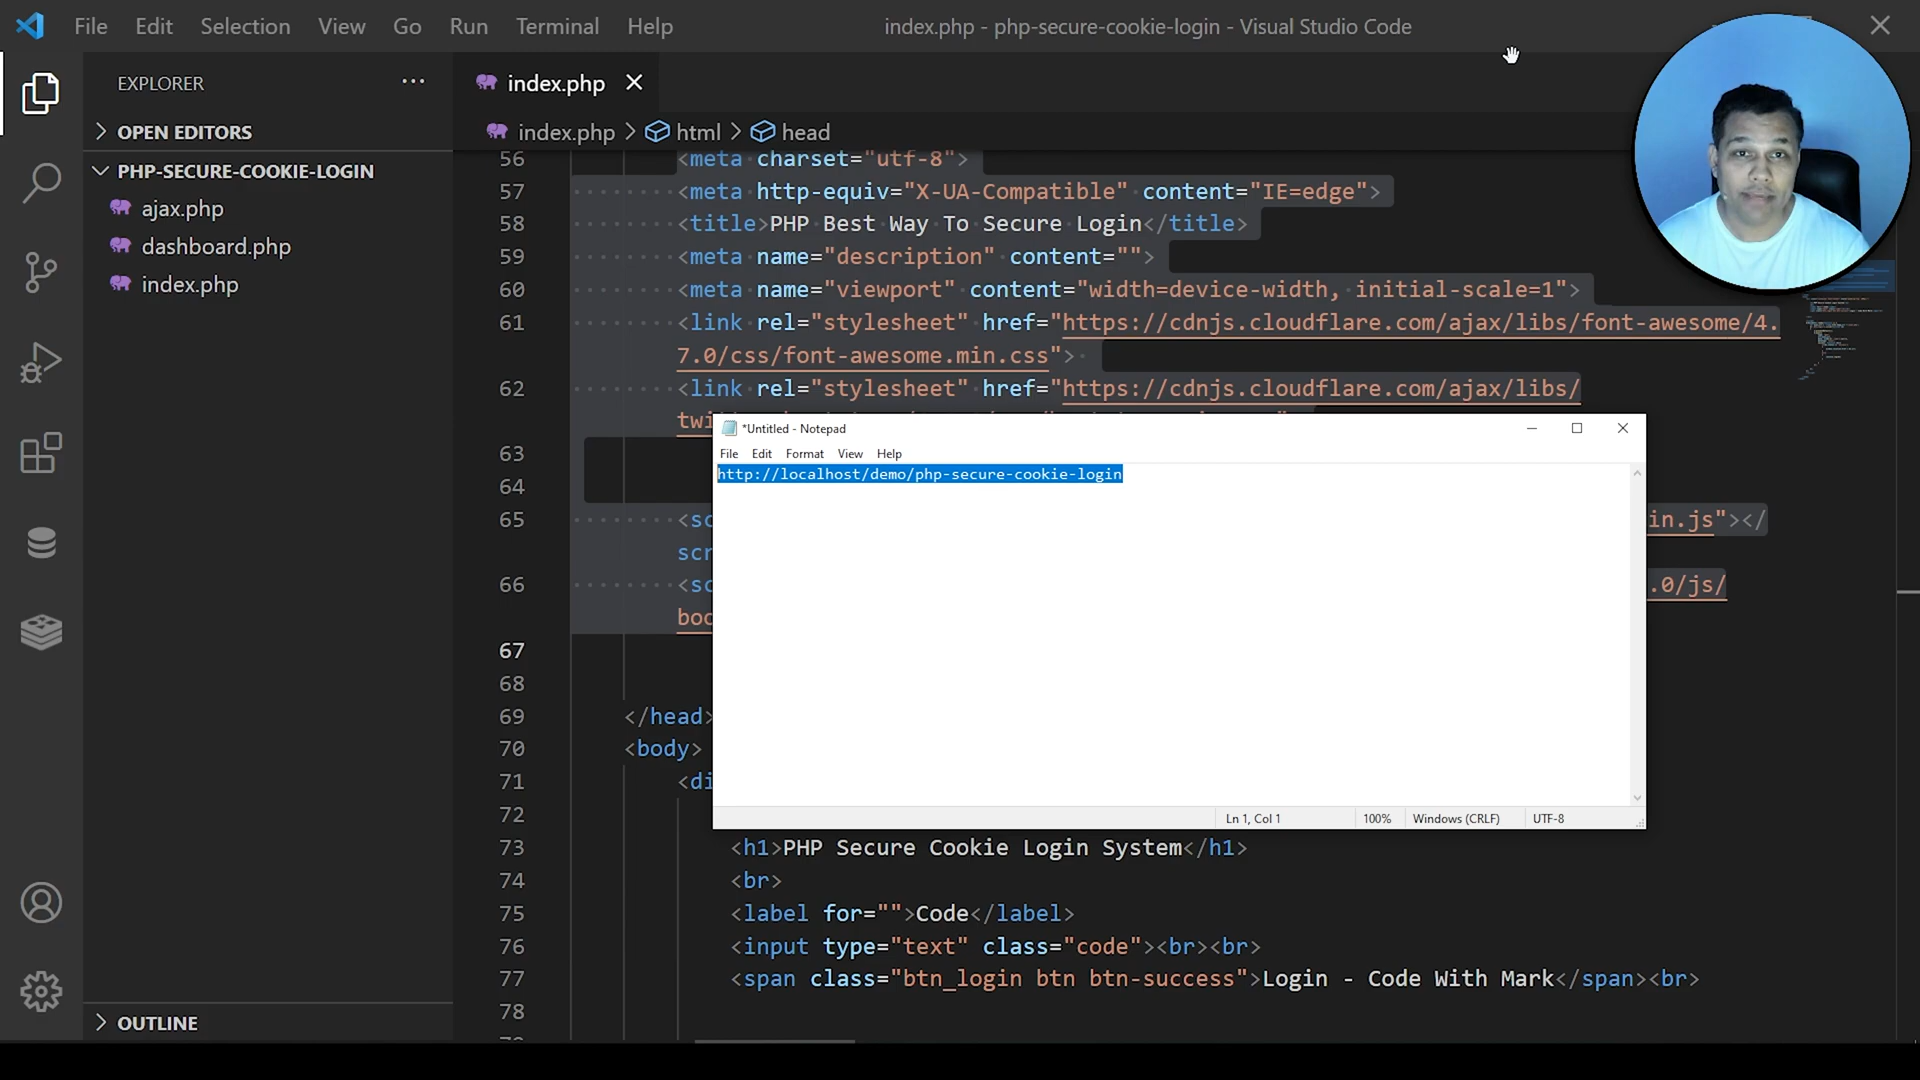 File Edit Selection View Go Run Terminal Help
index.php - php-secure-cookie-login - Visual Studio Code
EXPLORER
OPEN EDITORS
PHP-SECURE-COOKIE-LOGIN
ajax.php
dashboard.php
index.php
OUTLINE
index.php
index.php > html > head
56 <meta charset="utf-8">
57 <meta http-equiv="X-UA-Compatible" content="IE=edge">
58 <title>PHP Best Way To Secure Login</title>
59 <meta name="description" content="">
60 <meta name="viewport" content="width=device-width, initial-scale=1">
61 <link rel="stylesheet" href="https://cdnjs.cloudflare.com/ajax/libs/font-awesome/4.
7.0/css/font-awesome.min.css">
62 <link rel="stylesheet" href="https://cdnjs.cloudflare.com/ajax/libs/
*Untitled - Notepad
File Edit Format View Help
http://localhost/demo/php-secure-cookie-login
Ln 1, Col 1 100% Windows (CRLF) UTF-8
63
64
65 <sc in.js"></
scr
66 <sc .0/js/
boo
67
68
69 </head>
70 <body>
71 <di
72
73 <h1>PHP Secure Cookie Login System</h1>
74 <br>
75 <label for="">Code</label>
76 <input type="text" class="code"><br><br>
77 <span class="btn_login btn btn-success">Login - Code With Mark</span><br>
78